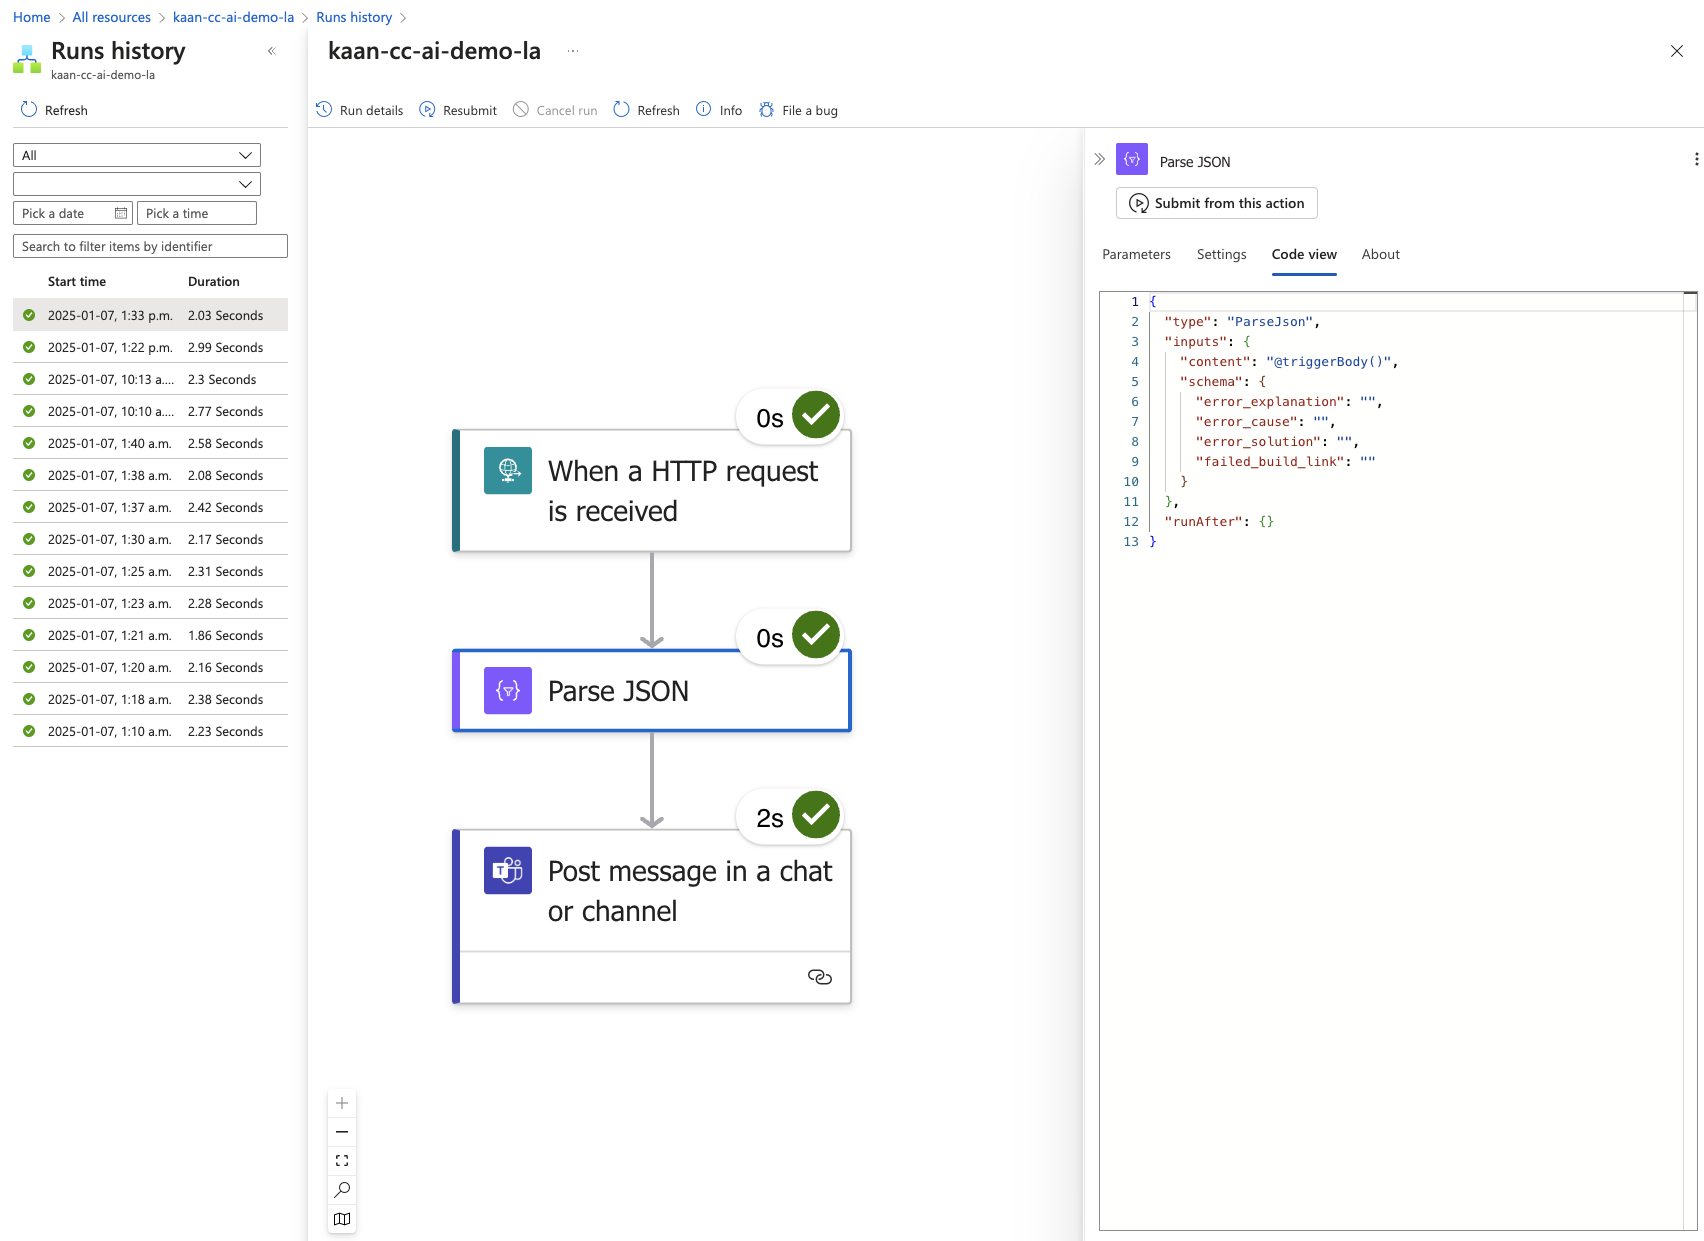 Home > All resources > kaan-cc-ai-demo-la > Runs history >
Runs history
«
kaan-cc-ai-demo-la
Refresh
All
Pick a date
Pick a time
Search to filter items by identifier
Start time Duration
2025-01-07, 1:33 p.m. 2.03 Seconds
2025-01-07, 1:22 p.m. 2.99 Seconds
2025-01-07, 10:13 a.... 2.3 Seconds
2025-01-07, 10:10 a.... 2.77 Seconds
2025-01-07, 1:40 a.m. 2.58 Seconds
2025-01-07, 1:38 a.m. 2.08 Seconds
2025-01-07, 1:37 a.m. 2.42 Seconds
2025-01-07, 1:30 a.m. 2.17 Seconds
2025-01-07, 1:25 a.m. 2.31 Seconds
2025-01-07, 1:23 a.m. 2.28 Seconds
2025-01-07, 1:21 a.m. 1.86 Seconds
2025-01-07, 1:20 a.m. 2.16 Seconds
2025-01-07, 1:18 a.m. 2.38 Seconds
2025-01-07, 1:10 a.m. 2.23 Seconds
kaan-cc-ai-demo-la ...
Run details Resubmit Cancel run Refresh Info File a bug
0s
When a HTTP request
is received
0s
Parse JSON
2s
Post message in a chat
or channel
Parse JSON
Submit from this action
Parameters Settings Code view About
1 {
2 "type": "ParseJson",
3 "inputs": {
4 "content": "@triggerBody()",
5 "schema": {
6 "error_explanation": "",
7 "error_cause": "",
8 "error_solution": "",
9 "failed_build_link": ""
10 }
11 },
12 "runAfter": {}
13 }